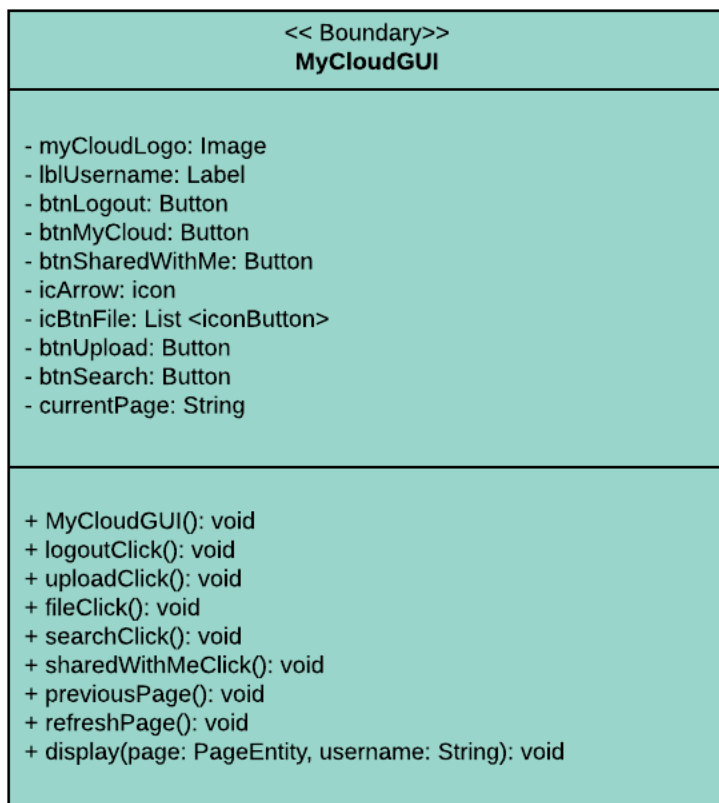 << Boundary>>
MyCloudGUI
- myCloudLogo: Image
- lblUsername: Label
- btnLogout: Button
- btnMyCloud: Button
- btnSharedWithMe: Button
- icArrow: icon
- icBtnFile: List <iconButton>
- btnUpload: Button
- btnSearch: Button
- currentPage: String
+ MyCloudGUI(): void
+ logoutClick(): void
+ uploadClick(): void
+ fileClick(): void
+ searchClick(): void
+ sharedWithMeClick(): void
+ previousPage(): void
+ refreshPage(): void
+ display(page: PageEntity, username: String): void